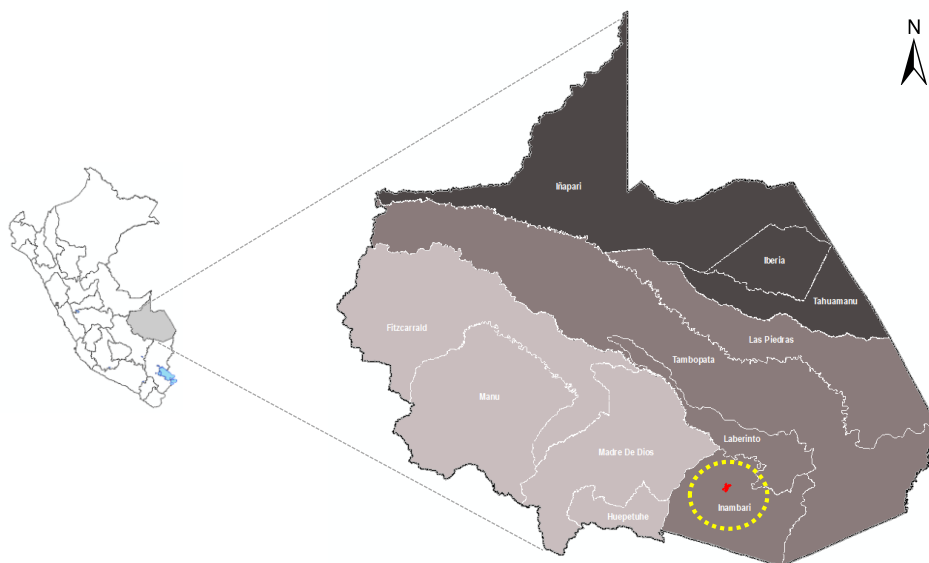 N
Iñapari
Iberia
Tahuamanu
Fitzcarrald
Las Piedras
Tambopata
Manu
Laberinto
Madre De Dios
Inambari
Huepetuhe